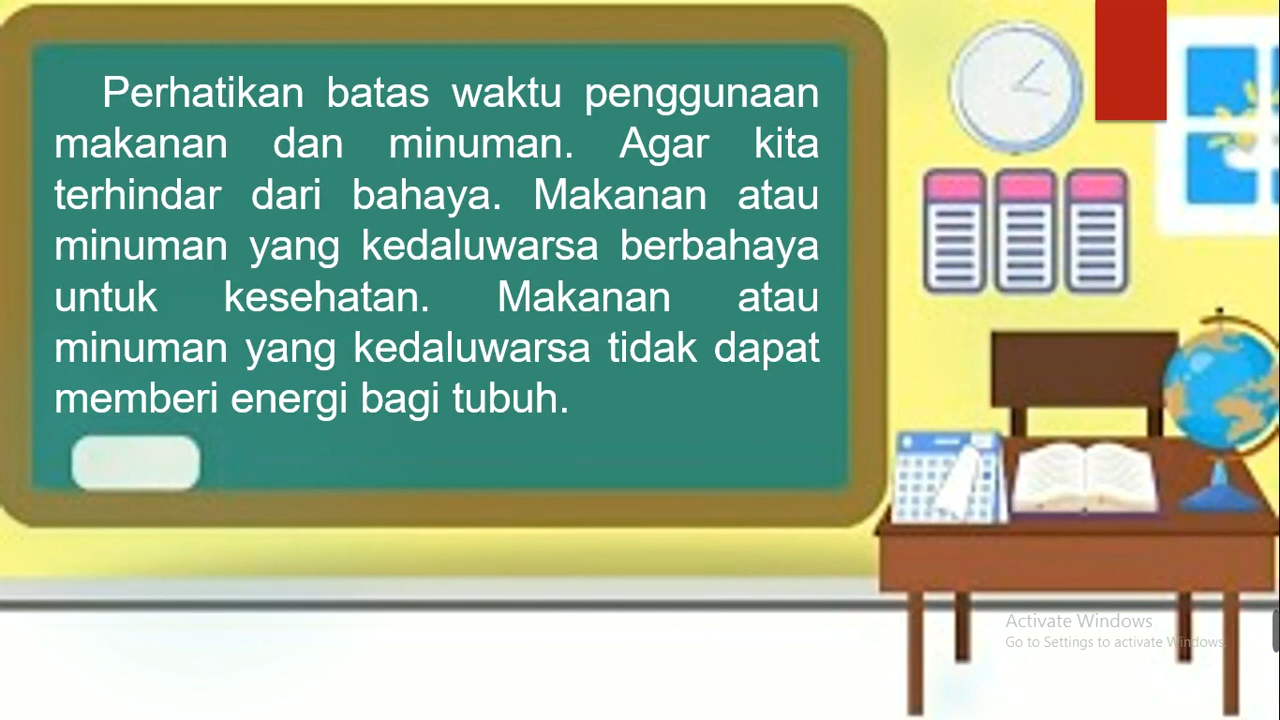 Perhatikan batas waktu penggunaan
makanan dan minuman. Agar kita
terhindar dari bahaya. Makanan atau
minuman yang kedaluwarsa berbahaya
untuk kesehatan. Makanan atau
minuman yang kedaluwarsa tidak dapat
memberi energi bagi tubuh.
Activate Windows
Go to Settings to activate Windows.